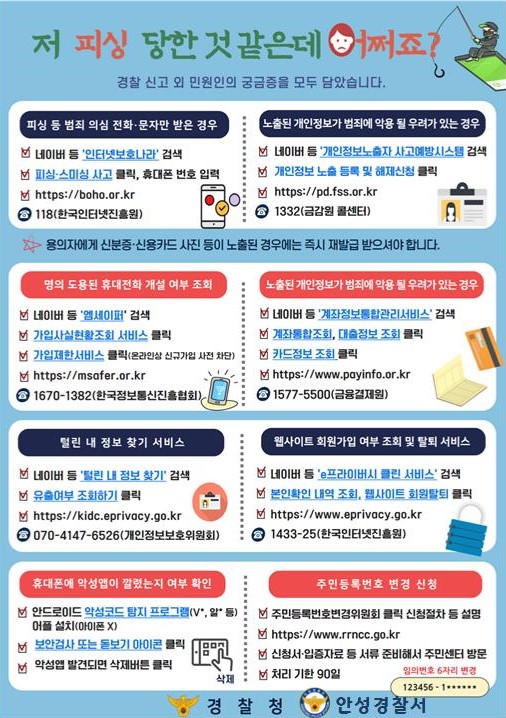 저 피싱 당한 것 같은데 어쩌죠?
경찰 신고 외 민원인의 궁금증을 모두 담았습니다.
피싱 등 범죄 의심 전화·문자만 받은 경우
네이버 등 '인터넷보호나라' 검색
피싱·스미싱 사고 클릭, 휴대폰 번호 입력
https://boho.or.kr
118(한국인터넷진흥원)
노출된 개인정보가 범죄에 악용 될 우려가 있는 경우
네이버 등 '개인정보노출자 사고예방시스템 검색
개인정보 노출 등록 및 해제신청 클릭
https://pd.fss.or.kr
1332(금감원 콜센터)
용의자에게 신분증·신용카드 사진 등이 노출된 경우에는 즉시 재발급 받으셔야 합니다.
명의 도용된 휴대전화 개설 여부 조회
네이버 등 '엠세이퍼' 검색
가입사실현황조회 서비스 클릭
가입제한서비스 클릭(온라인상 신규가입 사전 차단)
https://msafer.or.kr
1670-1382(한국정보통신진흥협회)
노출된 개인정보가 범죄에 악용 될 우려가 있는 경우
네이버 등 '계좌정보통합관리서비스' 검색
계좌통합조회, 대출정보 조회 클릭
카드정보 조회 클릭
https://www.payinfo.or.kr
1577-5500(금융결제원)
털린 내 정보 찾기 서비스
네이버 등 '털린 내 정보 찾기' 검색
유출여부 조회하기 클릭
https://kidc.eprivacy.go.kr
070-4147-6526(개인정보보호위원회)
웹사이트 회원가입 여부 조회 및 탈퇴 서비스
네이버 등 'e프라이버시 클린 서비스' 검색
본인확인 내역 조회, 웹사이트 회원탈퇴 클릭
https://www.eprivacy.go.kr
1433-25(한국인터넷진흥원)
휴대폰에 악성앱이 깔렸는지 여부 확인
안드로이드 악성코드 탐지 프로그램(V*, 알* 등)
어플 설치(아이폰 X)
보안검사 또는 돋보기 아이콘 클릭
악성앱 발견되면 삭제버튼 클릭
삭제
주민등록번호 변경 신청
주민등록번호변경위원회 클릭 신청절차 등 설명
https://www.rrncc.go.kr
신청서·입증자료 등 서류 준비해서 주민센터 방문
처리 기한 90일
임의번호 6자리 변경
123456 - 1******
경찰청 안성경찰서